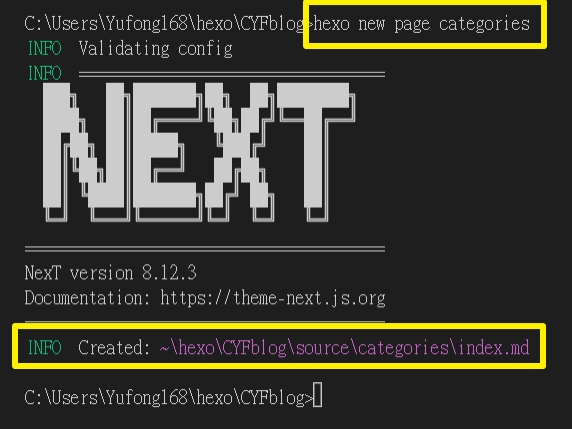 C:\Users\Yufong168\hexo\CYFblog>hexo new page categories
INFO  Validating config
INFO  ==================================
NEXT
==================================
NexT version 8.12.3
Documentation: https://theme-next.js.org
==================================
INFO  Created: ~\hexo\CYFblog\source\categories\index.md
C:\Users\Yufong168\hexo\CYFblog>